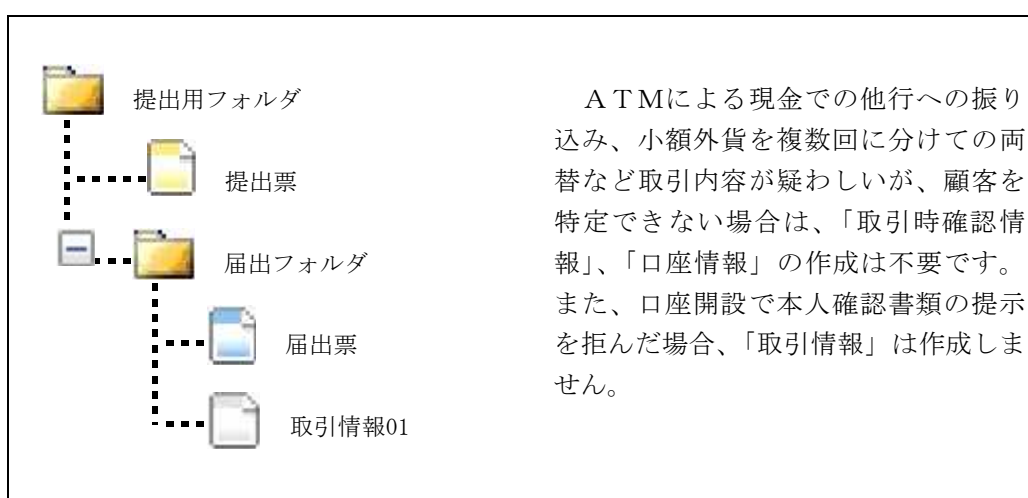 提出用フォルダ
提出票
届出フォルダ
届出票
取引情報01
　ＡＴＭによる現金での他行への振り
込み、小額外貨を複数回に分けての両
替など取引内容が疑わしいが、顧客を
特定できない場合は、「取引時確認情
報」、「口座情報」の作成は不要です。
また、口座開設で本人確認書類の提示
を拒んだ場合、「取引情報」は作成しま
せん。